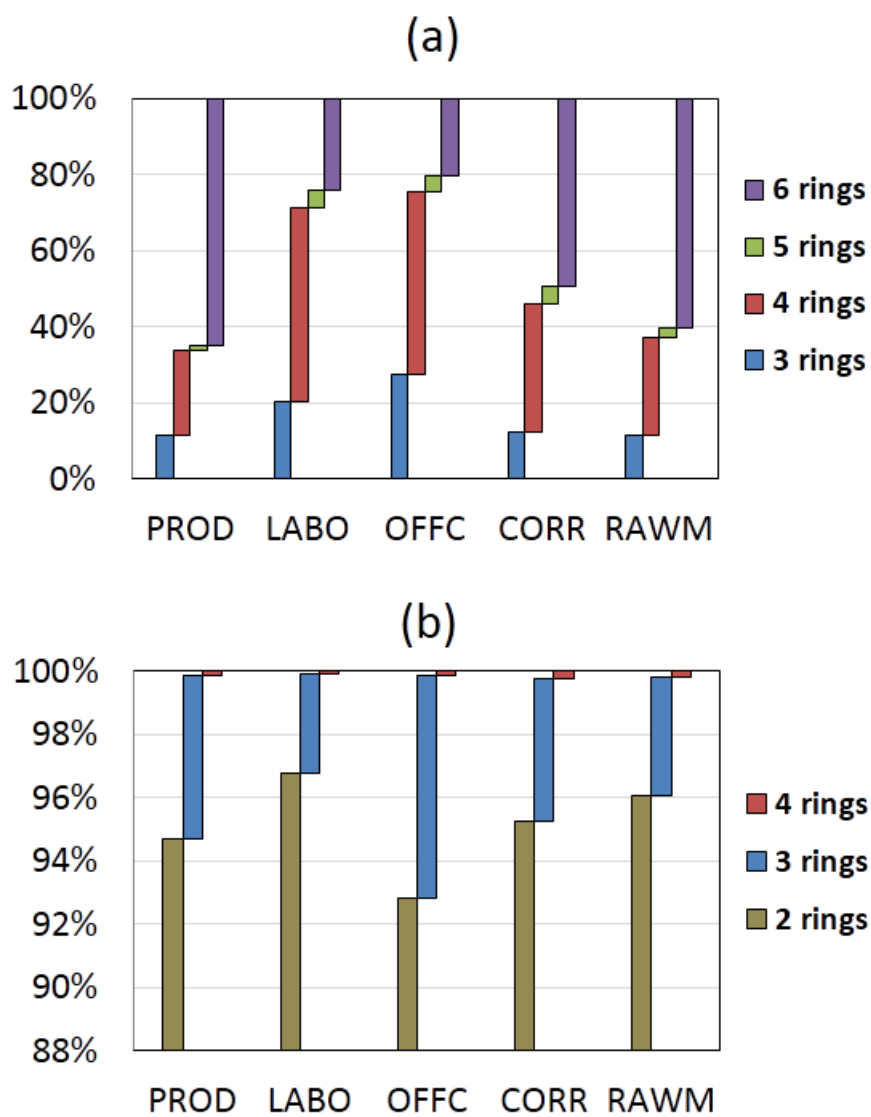 (a)
100%
80%
60%
40%
20%
0%
PROD LABO OFFC CORR RAWM
6 rings
5 rings
4 rings
3 rings
(b)
100%
98%
96%
94%
92%
90%
88%
PROD LABO OFFC CORR RAWM
4 rings
3 rings
2 rings